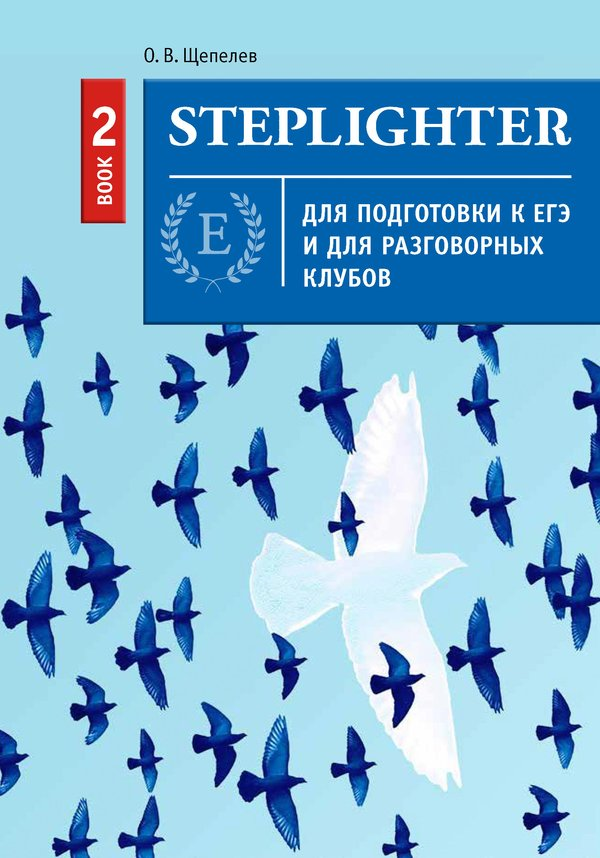 О. В. Щепелев
BOOK 2
STEPLIGHTER
E
ДЛЯ ПОДГОТОВКИ К ЕГЭ
И ДЛЯ РАЗГОВОРНЫХ
КЛУБОВ